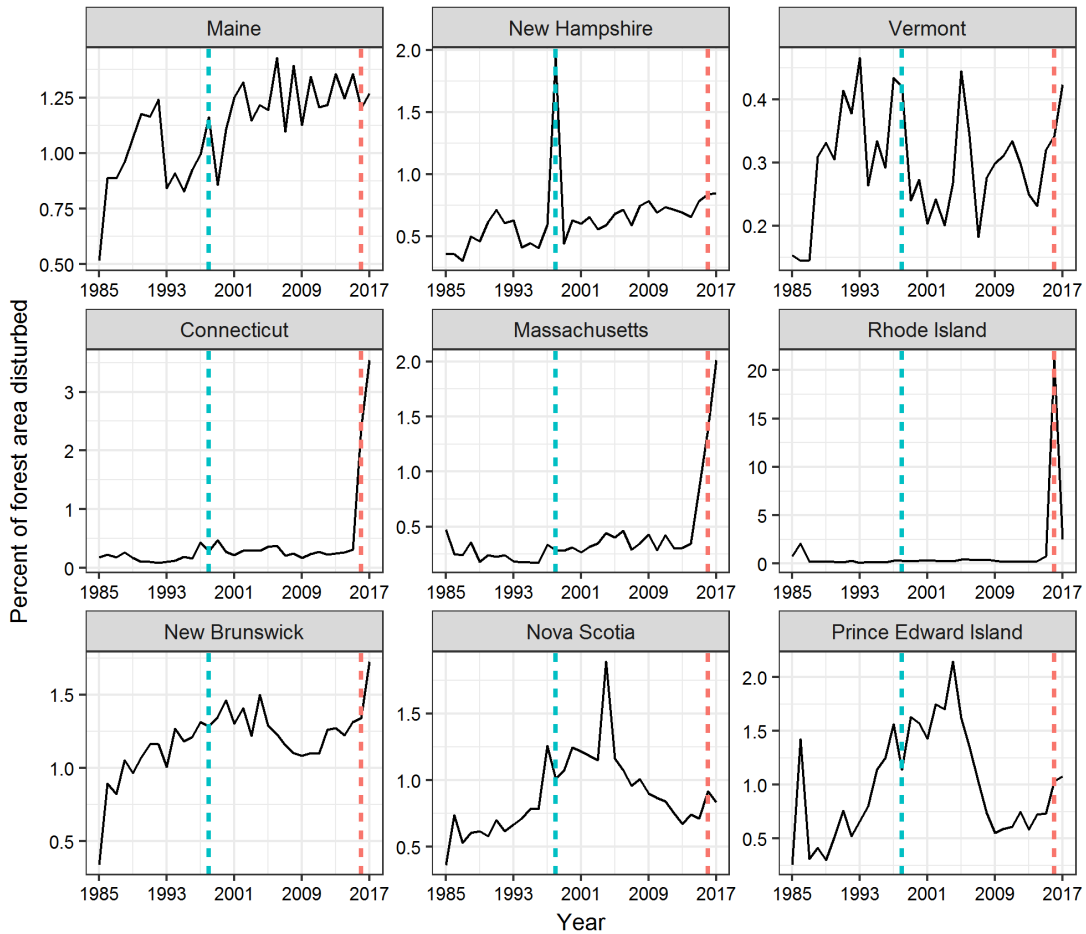 Maine
New Hampshire
Vermont
1.25
1.00
0.75
0.50
2.0
1.5
1.0
0.5
0.4
0.3
0.2
1985 1993 2001 2009 2017
1985 1993 2001 2009 2017
1985 1993 2001 2009 2017
Connecticut
Massachusetts
Rhode Island
3
2
1
0
2.0
1.5
1.0
0.5
20
15
10
5
0
1985 1993 2001 2009 2017
1985 1993 2001 2009 2017
1985 1993 2001 2009 2017
New Brunswick
Nova Scotia
Prince Edward Island
1.5
1.0
0.5
1.5
1.0
0.5
2.0
1.5
1.0
0.5
1985 1993 2001 2009 2017
1985 1993 2001 2009 2017
1985 1993 2001 2009 2017
Percent of forest area disturbed
Year